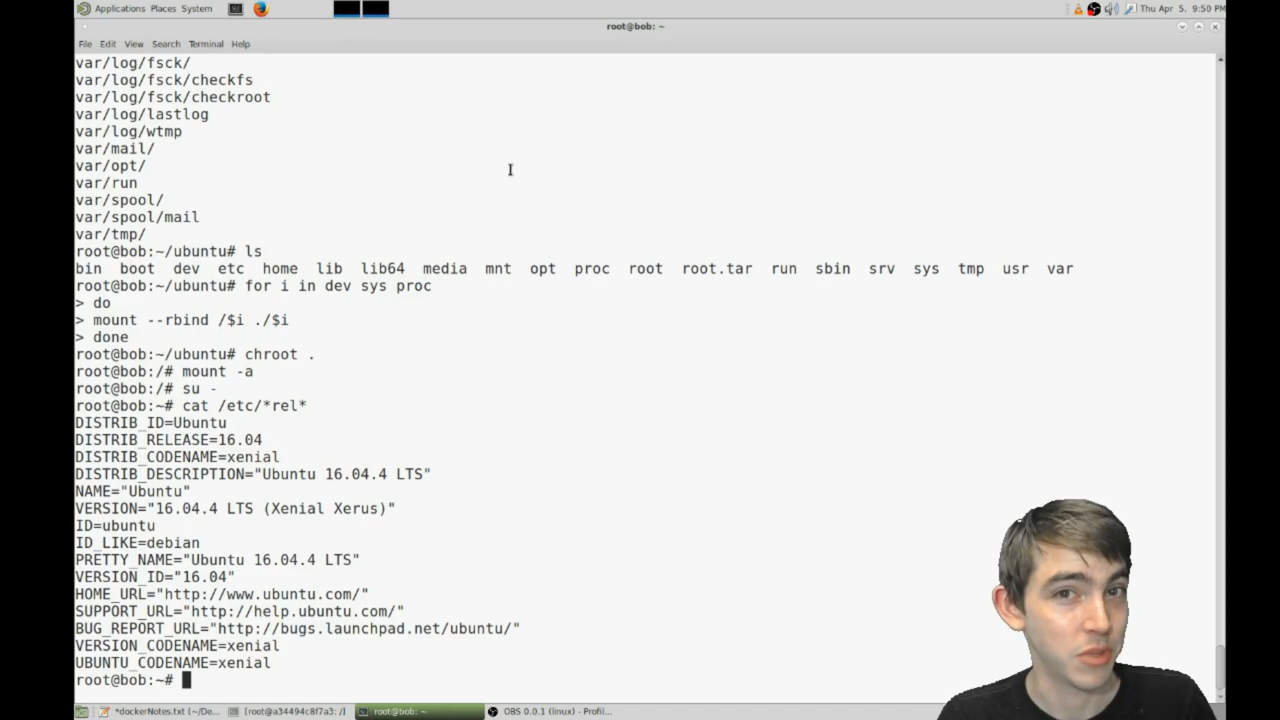 Applications Places System
Thu Apr 5, 9:50 PM
root@bob: ~
File Edit View Search Terminal Help
var/log/fsck/
var/log/fsck/checkfs
var/log/fsck/checkroot
var/log/lastlog
var/log/wtmp
var/mail/
var/opt/
var/run
var/spool/
var/spool/mail
var/tmp/
root@bob:~/ubuntu# ls
bin boot dev etc home lib lib64 media mnt opt proc root root.tar run sbin srv sys tmp usr var
root@bob:~/ubuntu# for i in dev sys proc
> do
> mount --rbind /$i ./$i
> done
root@bob:~/ubuntu# chroot .
root@bob:/# mount -a
root@bob:/# su -
root@bob:~# cat /etc/*rel*
DISTRIB_ID=Ubuntu
DISTRIB_RELEASE=16.04
DISTRIB_CODENAME=xenial
DISTRIB_DESCRIPTION="Ubuntu 16.04.4 LTS"
NAME="Ubuntu"
VERSION="16.04.4 LTS (Xenial Xerus)"
ID=ubuntu
ID_LIKE=debian
PRETTY_NAME="Ubuntu 16.04.4 LTS"
VERSION_ID="16.04"
HOME_URL="http://www.ubuntu.com/"
SUPPORT_URL="http://help.ubuntu.com/"
BUG_REPORT_URL="http://bugs.launchpad.net/ubuntu/"
VERSION_CODENAME=xenial
UBUNTU_CODENAME=xenial
root@bob:~#
*dockerNotes.txt (~/De... [root@a34494c8f7a3: /] root@bob: ~ OBS 0.0.1 (linux) - Profil...